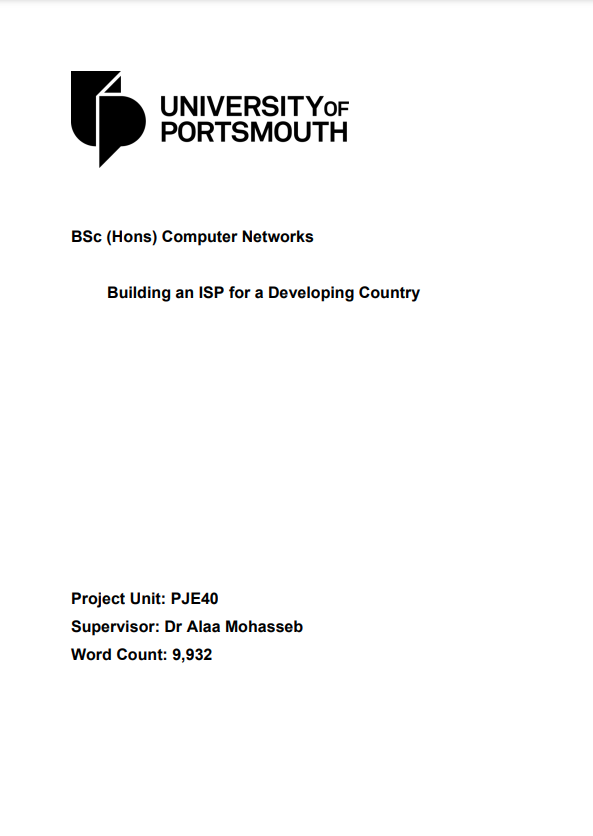 UNIVERSITY OF
PORTSMOUTH
BSc (Hons) Computer Networks
Building an ISP for a Developing Country
Project Unit: PJE40
Supervisor: Dr Alaa Mohasseb
Word Count: 9,932